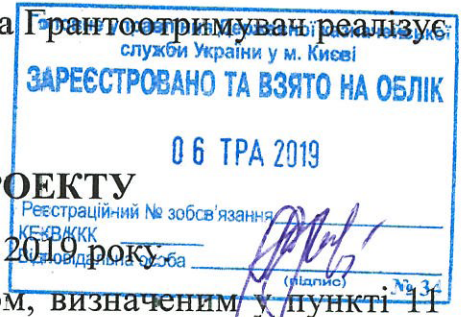 а Грантоотримувач реалізує
служби України у м. Києві
ЗАРЕЄСТРОВАНО ТА ВЗЯТО НА ОБЛІК
06 ТРА 2019
РОЕКТУ
Реєстраційний № зобов'язання
КЕКВ/ККК
2019 року
особа
(підпис)
№ 34
ом, визначеним у пункті 11